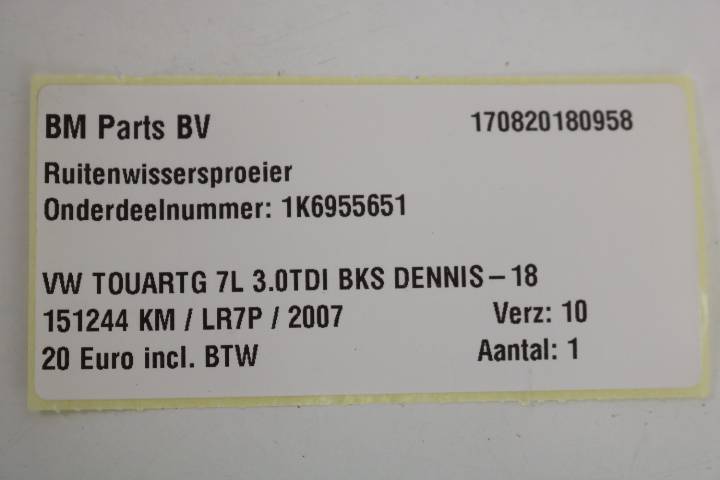 BM Parts BV 170820180958
Ruitenwissersproeier
Onderdeelnummer: 1K6955651
VW TOUARTG 7L 3.0TDI BKS DENNIS - 18
151244 KM / LR7P / 2007 Verz: 10
20 Euro incl. BTW Aantal: 1